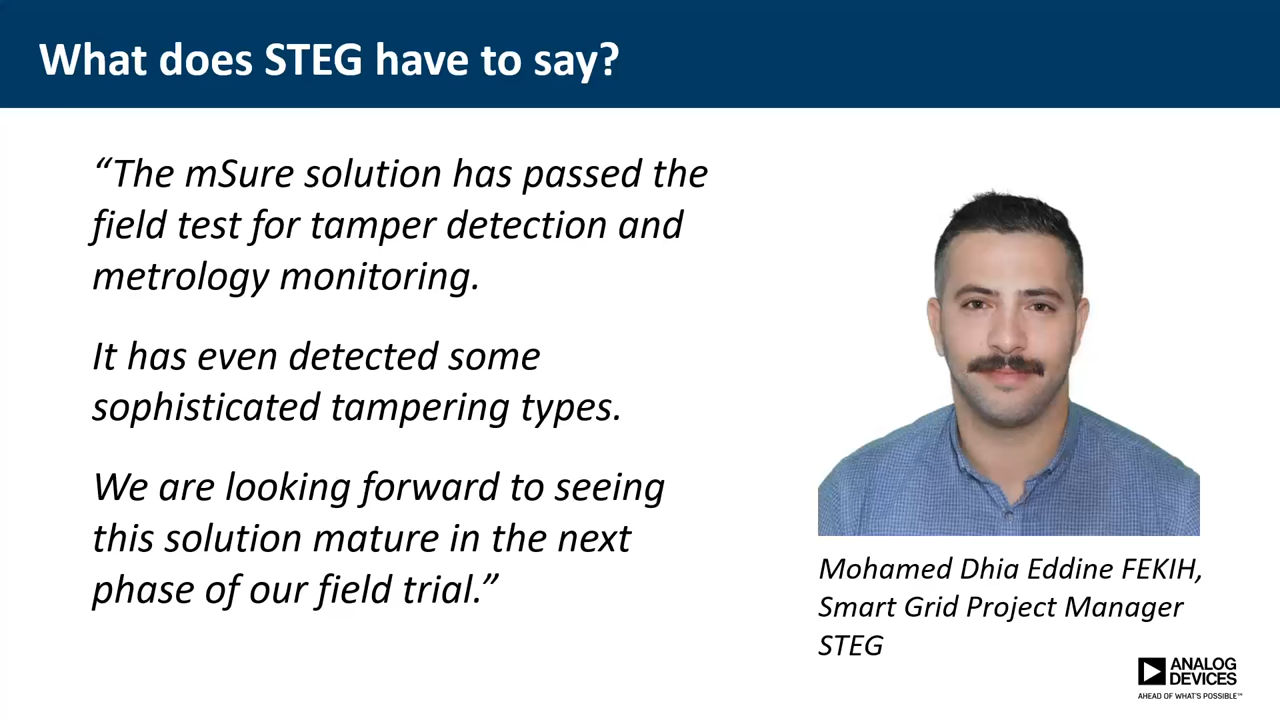 What does STEG have to say?
“The mSure solution has passed the
field test for tamper detection and
metrology monitoring.
It has even detected some
sophisticated tampering types.
We are looking forward to seeing
this solution mature in the next
phase of our field trial.”
Mohamed Dhia Eddine FEKIH,
Smart Grid Project Manager
STEG
ANALOG
DEVICES
AHEAD OF WHAT'S POSSIBLE™